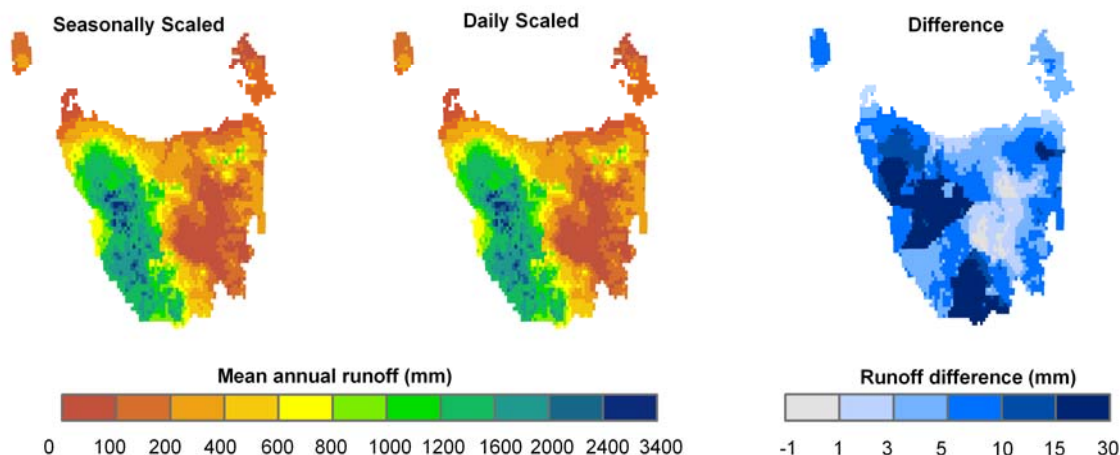 Seasonally Scaled
Daily Scaled
Difference
Mean annual runoff (mm)
0 100 200 400 600 800 1000 1200 1600 2000 2400 3400
Runoff difference (mm)
-1 1 3 5 10 15 30